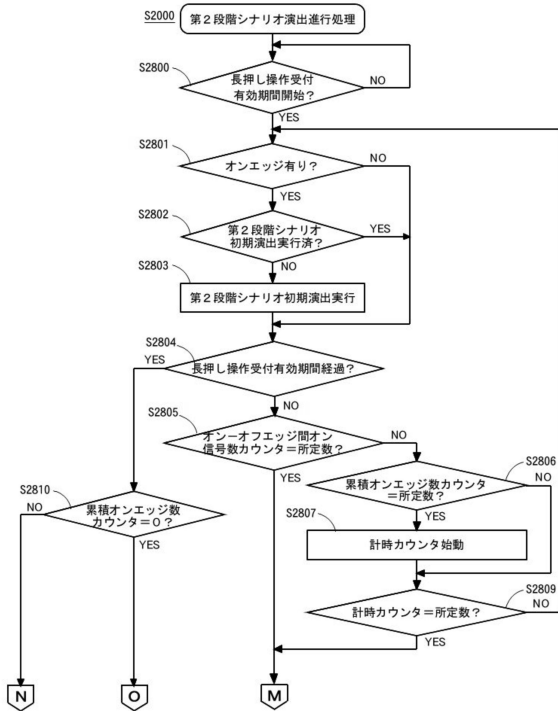 S2000
第２段階シナリオ演出進行処理
S2800
長押し操作受付
有効期間開始？
NO
YES
S2801
オンエッジ有り？
NO
YES
S2802
第２段階シナリオ
初期演出実行済？
YES
NO
S2803
第２段階シナリオ初期演出実行
S2804
YES
長押し操作受付有効期間経過？
NO
S2805
オンーオフエッジ間オン
信号数カウンタ＝所定数？
NO
YES
S2806
累積オンエッジ数カウンタ
＝所定数？
NO
YES
S2807
計時カウンタ始動
S2809
計時カウンタ＝所定数？
NO
YES
S2810
NO
累積オンエッジ数
カウンタ＝０？
YES
N
O
M